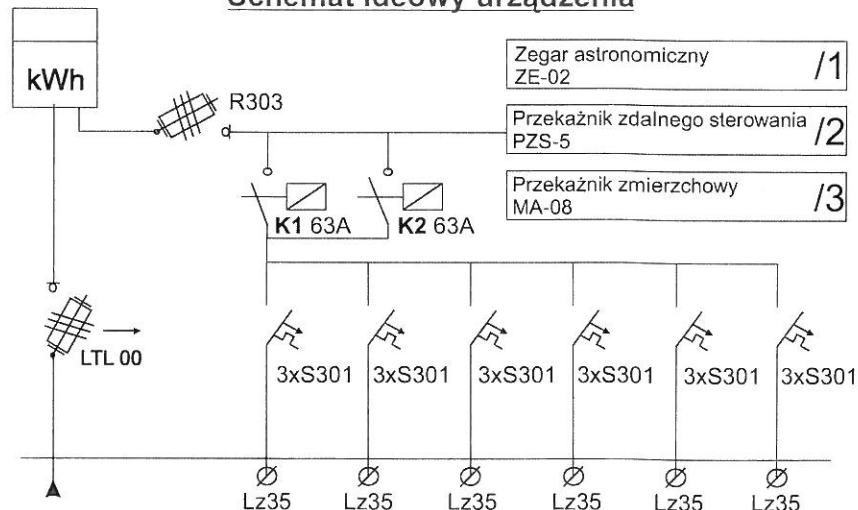 Schemat ideowy urządzenia
kWh
R303
Zegar astronomiczny
ZE-02
/1
Przekaźnik zdalnego sterowania
PZS-5
/2
Przekaźnik zmierzchowy
MA-08
/3
K1 63A
K2 63A
LTL 00
3xS301
3xS301
3xS301
3xS301
3xS301
3xS301
Lz35
Lz35
Lz35
Lz35
Lz35
Lz35